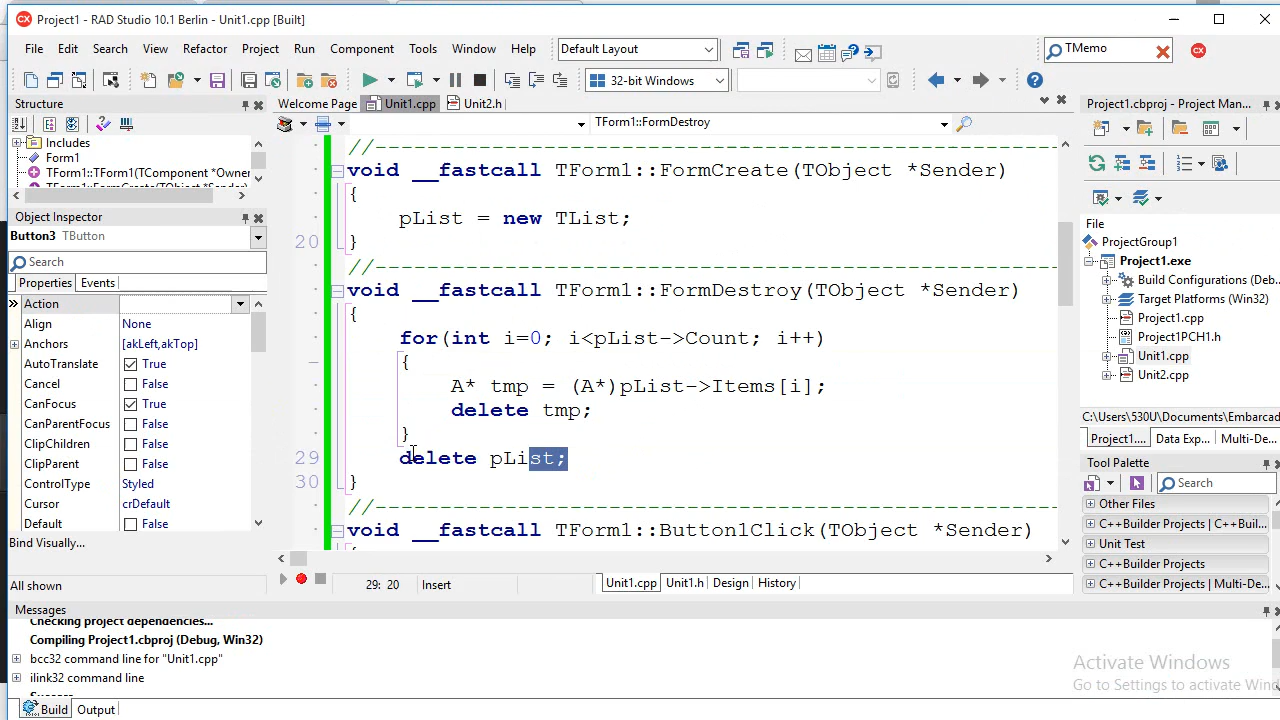 Project1 - RAD Studio 10.1 Berlin - Unit1.cpp [Built]
File Edit Search View Refactor Project Run Component Tools Window Help Default Layout TMemo
32-bit Windows
Structure
Includes
Form1
TForm1::TForm1(TComponent *Owne
Object Inspector
Button3 TButton
Search
Properties Events
Action
Align None
Anchors [akLeft,akTop]
AutoTranslate True
Cancel False
CanFocus True
CanParentFocus False
ClipChildren False
ClipParent False
ControlType Styled
Cursor crDefault
Default False
Bind Visually...
All shown
Welcome Page Unit1.cpp Unit2.h
TForm1::FormDestroy
void __fastcall TForm1::FormCreate(TObject *Sender)
{
pList = new TList;
20 }
//------------------------------------------------------
void __fastcall TForm1::FormDestroy(TObject *Sender)
{
for(int i=0; i<pList->Count; i++)
{
A* tmp = (A*)pList->Items[i];
delete tmp;
}
29 delete pList;
30 }
//------------------------------------------------------
void __fastcall TForm1::Button1Click(TObject *Sender)
29: 20 Insert Unit1.cpp Unit1.h Design History
Project1.cbproj - Project Man...
File
ProjectGroup1
Project1.exe
Build Configurations (Deb
Target Platforms (Win32)
Project1.cpp
Project1PCH1.h
Unit1.cpp
Unit2.cpp
C:\Users\530U\Documents\Embarcad
Project1.... Data Exp... Multi-De...
Tool Palette
Search
Other Files
C++Builder Projects | C++Buil...
Unit Test
C++Builder Projects
C++Builder Projects | Multi-De...
Messages
Checking project dependencies...
Compiling Project1.cbproj (Debug, Win32)
bcc32 command line for "Unit1.cpp"
ilink32 command line
Success
Build Output
Activate Windows
Go to Settings to activate Wind